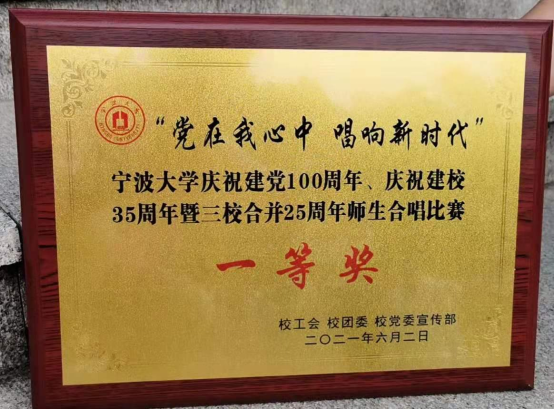 “党在我心中 唱响新时代”
宁波大学庆祝建党100周年、庆祝建校
35周年暨三校合并25周年师生合唱比赛
一等奖
校工会 校团委 校党委宣传部
二〇二一年六月二日